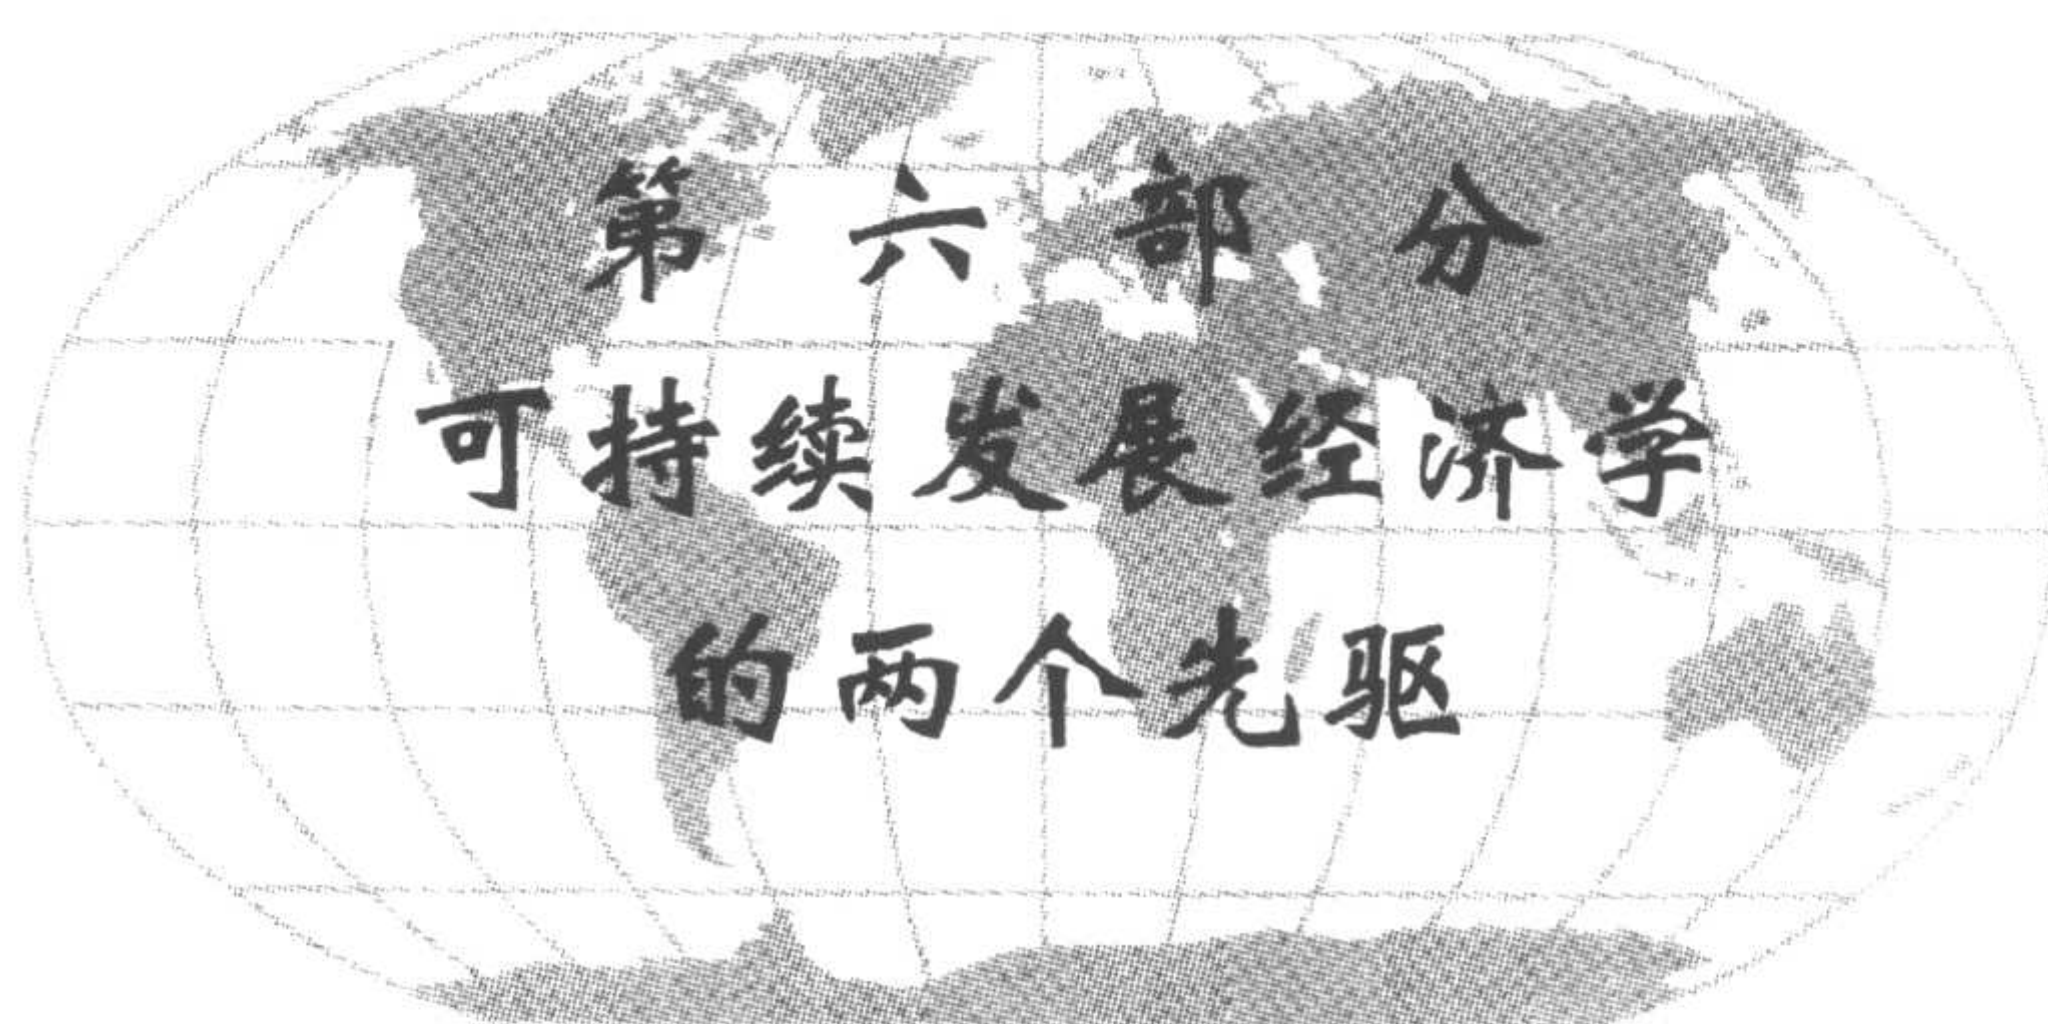 第六部分
可持续发展经济学
的两个先驱